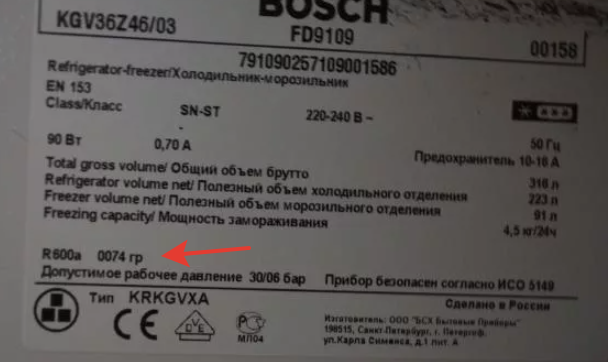 BOSCH
KGV36Z46/03 FD9109 00158
791090257109001586
Refrigerator-freezer/Холодильник-морозильник
EN 153
Class/Класс SN-ST 220-240 В ~
90 Вт 0,70 А 50 Гц
Предохранитель 10-16 А
Total gross volume/ Общий объем брутто 316 л
Refrigerator volume net/ Полезный объем холодильного отделения 223 л
Freezer volume net/ Полезный объем морозильного отделения 91 л
Freezing capacity/ Мощность замораживания 4,5 кг/24ч
R600a 0074 гр
Допустимое рабочее давление 30/06 бар Прибор безопасен согласно ИСО 5149
Тип KRKGVXA Сделано в России
CE
DVE
МЛ04
Изготовитель: ООО "БСХ Бытовые Приборы"
198515, Санкт-Петербург, г. Петергоф,
ул.Карла Сименса, д.1 лит. А